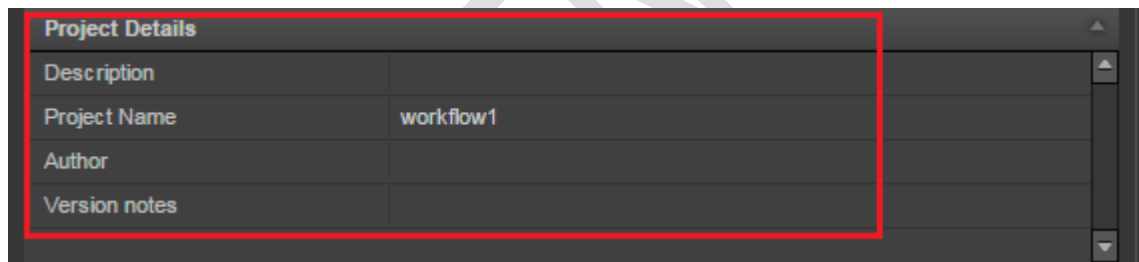 Project Details
Description
Project Name workflow1
Author
Version notes